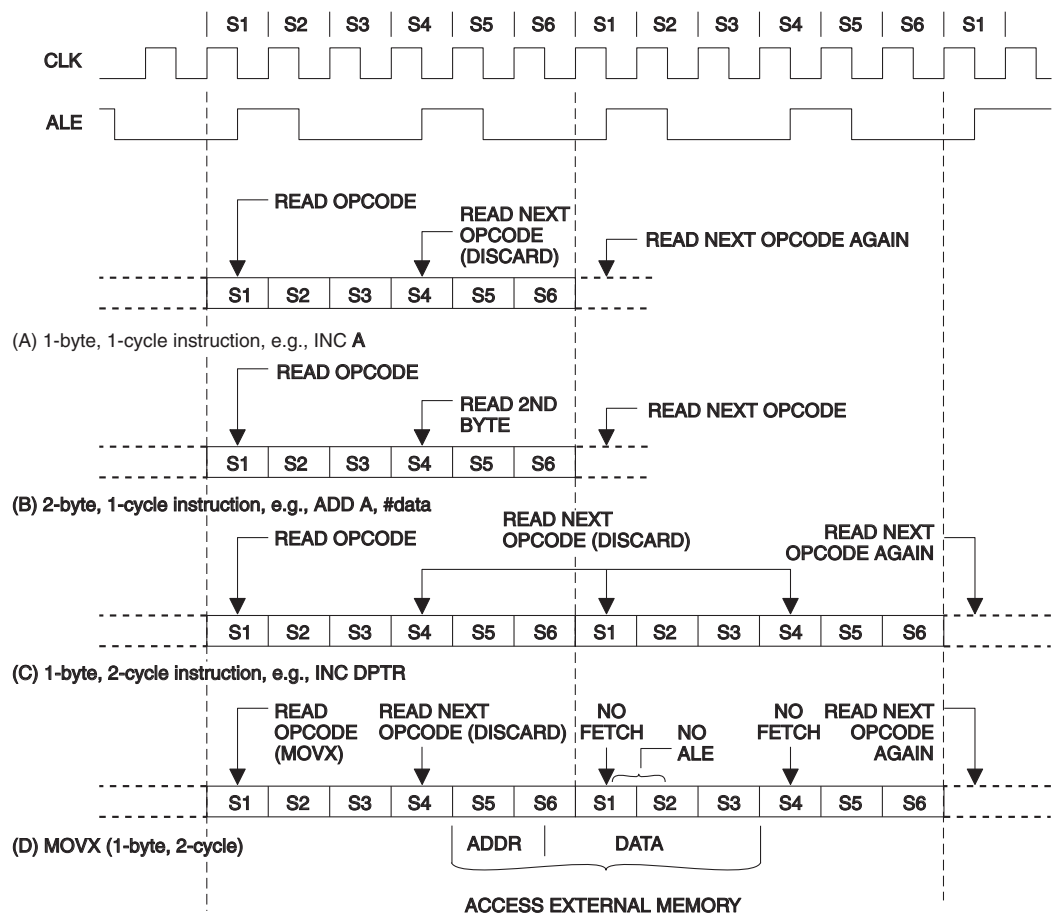 S1 S2 S3 S4 S5 S6 S1 S2 S3 S4 S5 S6 S1
CLK
ALE
READ OPCODE
READ NEXT
OPCODE
(DISCARD)
READ NEXT OPCODE AGAIN
S1 S2 S3 S4 S5 S6
(A) 1-byte, 1-cycle instruction, e.g., INC A
READ OPCODE
READ 2ND
BYTE
READ NEXT OPCODE
S1 S2 S3 S4 S5 S6
(B) 2-byte, 1-cycle instruction, e.g., ADD A, #data
READ OPCODE
READ NEXT
OPCODE (DISCARD)
READ NEXT
OPCODE AGAIN
S1 S2 S3 S4 S5 S6 S1 S2 S3 S4 S5 S6
(C) 1-byte, 2-cycle instruction, e.g., INC DPTR
READ
OPCODE
(MOVX)
READ NEXT
OPCODE (DISCARD)
NO
FETCH
NO
ALE
NO
FETCH
READ NEXT
OPCODE
AGAIN
S1 S2 S3 S4 S5 S6 S1 S2 S3 S4 S5 S6
(D) MOVX (1-byte, 2-cycle)
ADDR DATA
ACCESS EXTERNAL MEMORY